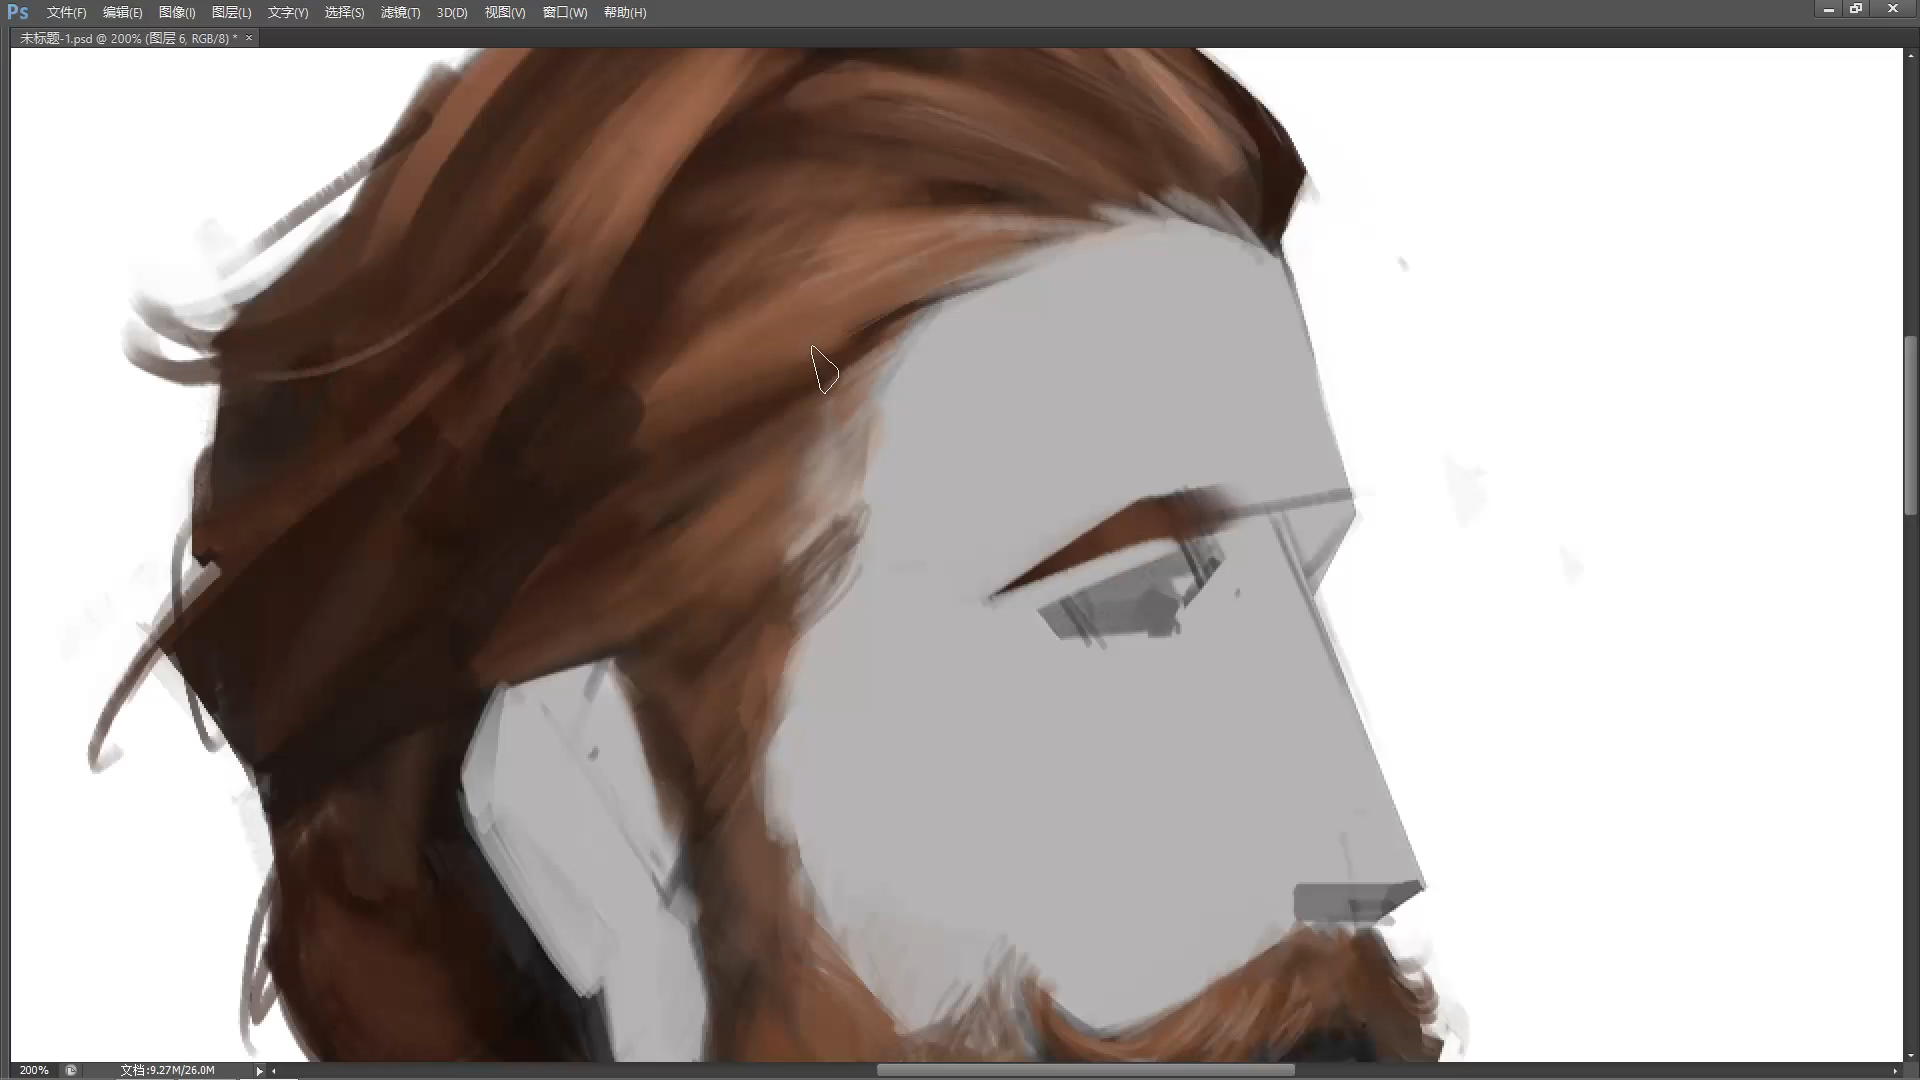 Ps 文件(F) 编辑(E) 图像(I) 图层(L) 文字(Y) 选择(S) 滤镜(T) 3D(D) 视图(V) 窗口(W) 帮助(H)
未标题-1.psd @ 200% (图层 6, RGB/8) * ×
200% 文档:9.27M/26.0M